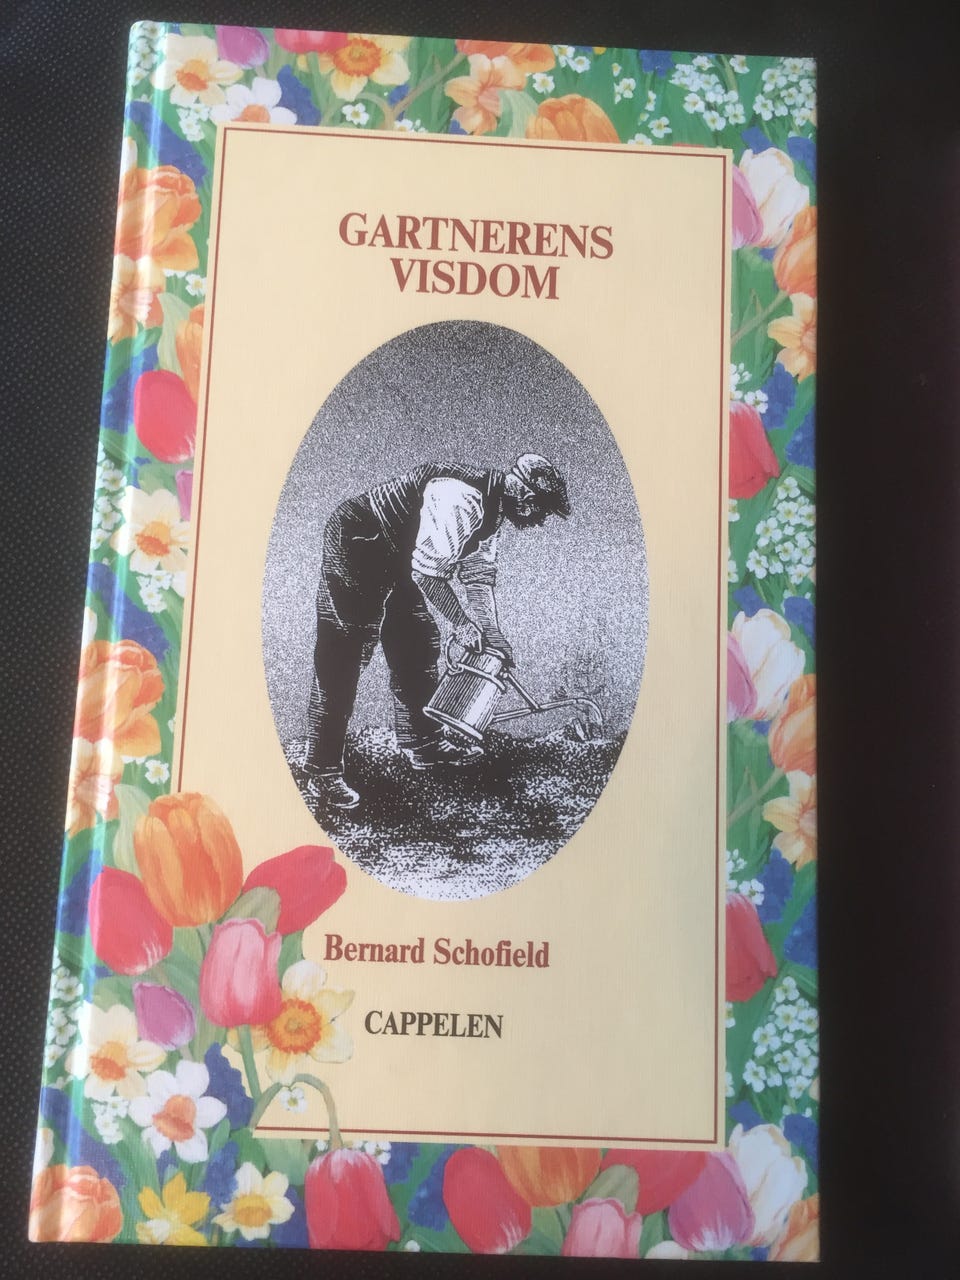 GARTNERENS
VISDOM
Bernard Schofield
CAPPELEN